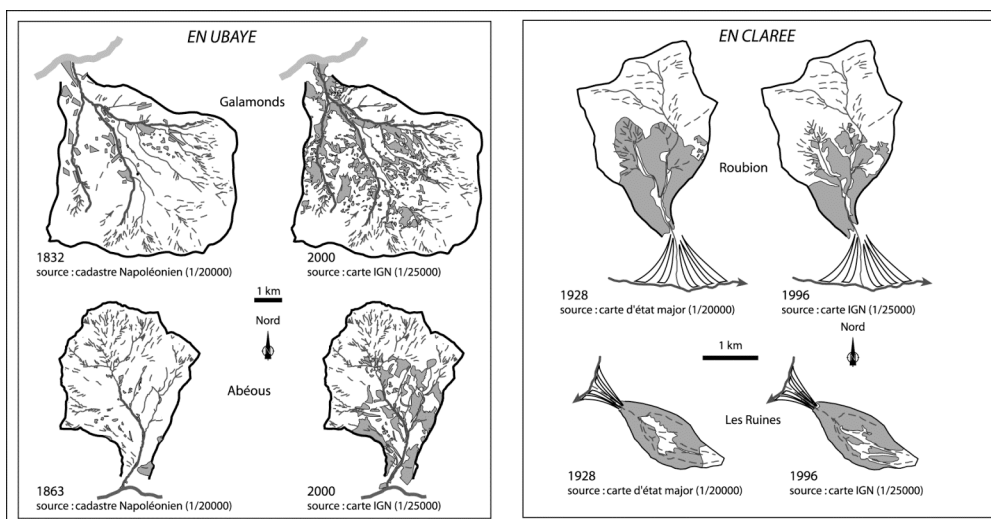 EN UBAYE
Galamonds
1832
source : cadastre Napoléonien (1/20000)
2000
source : carte IGN (1/25000)
1 km
Nord
Abéous
1863
source : cadastre Napoléonien (1/20000)
2000
source : carte IGN (1/25000)
EN CLAREE
Roubion
1928
source : carte d'état major (1/20000)
1996
source : carte IGN (1/25000)
Nord
1 km
Les Ruines
1928
source : carte d'état major (1/20000)
1996
source : carte IGN (1/25000)